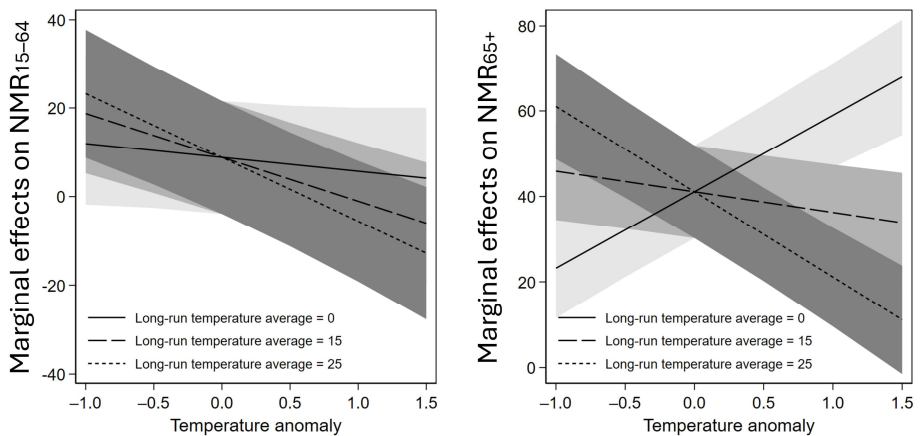 Marginal effects on NMR15–64
40
20
0
-20
-40
Long-run temperature average = 0
Long-run temperature average = 15
Long-run temperature average = 25
–1.0 –0.5 0.0 0.5 1.0 1.5
Temperature anomaly
Marginal effects on NMR65+
80
60
40
20
0
Long-run temperature average = 0
Long-run temperature average = 15
Long-run temperature average = 25
–1.0 –0.5 0.0 0.5 1.0 1.5
Temperature anomaly